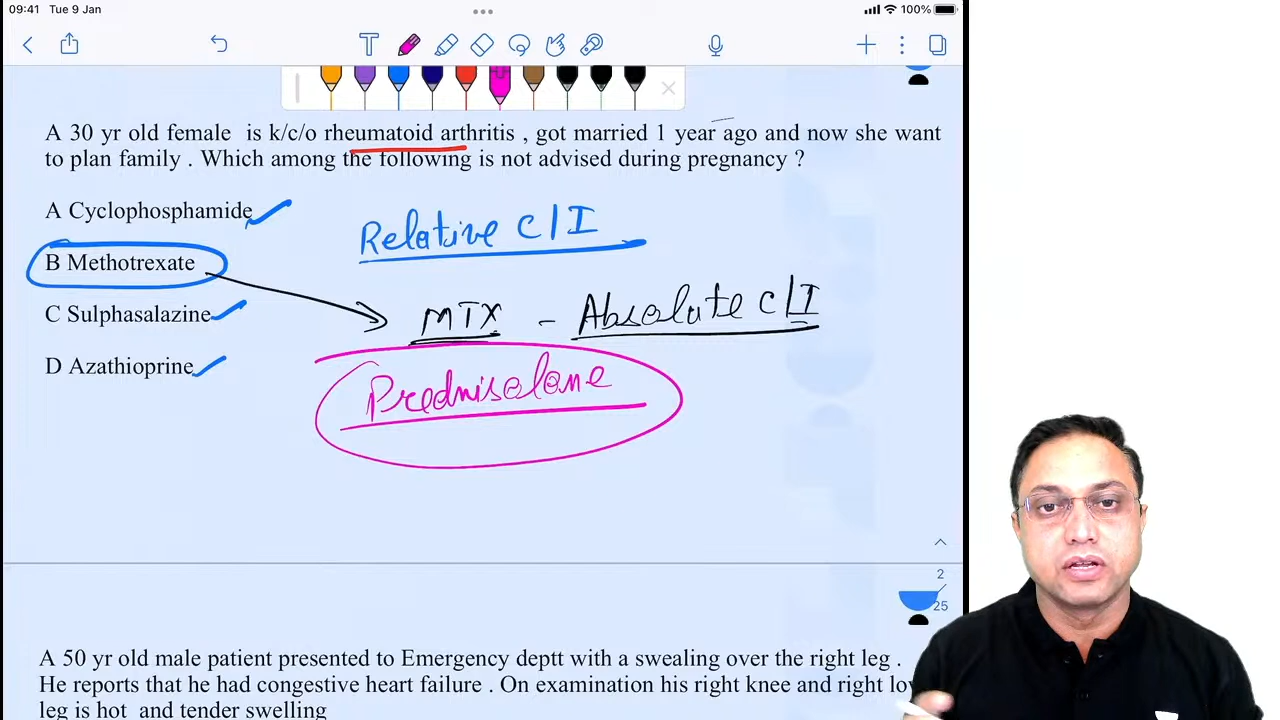 09:41 Tue 9 Jan
100%
T
A 30 yr old female is k/c/o rheumatoid arthritis , got married 1 year ago and now she want
to plan family . Which among the following is not advised during pregnancy ?
A Cyclophosphamide
Relative C/I
B Methotrexate
MTX - Absolute C/I
C Sulphasalazine
D Azathioprine
Prednisolone
2
25
A 50 yr old male patient presented to Emergency deptt with a swealing over the right leg .
He reports that he had congestive heart failure . On examination his right knee and right lov
leg is hot and tender swelling